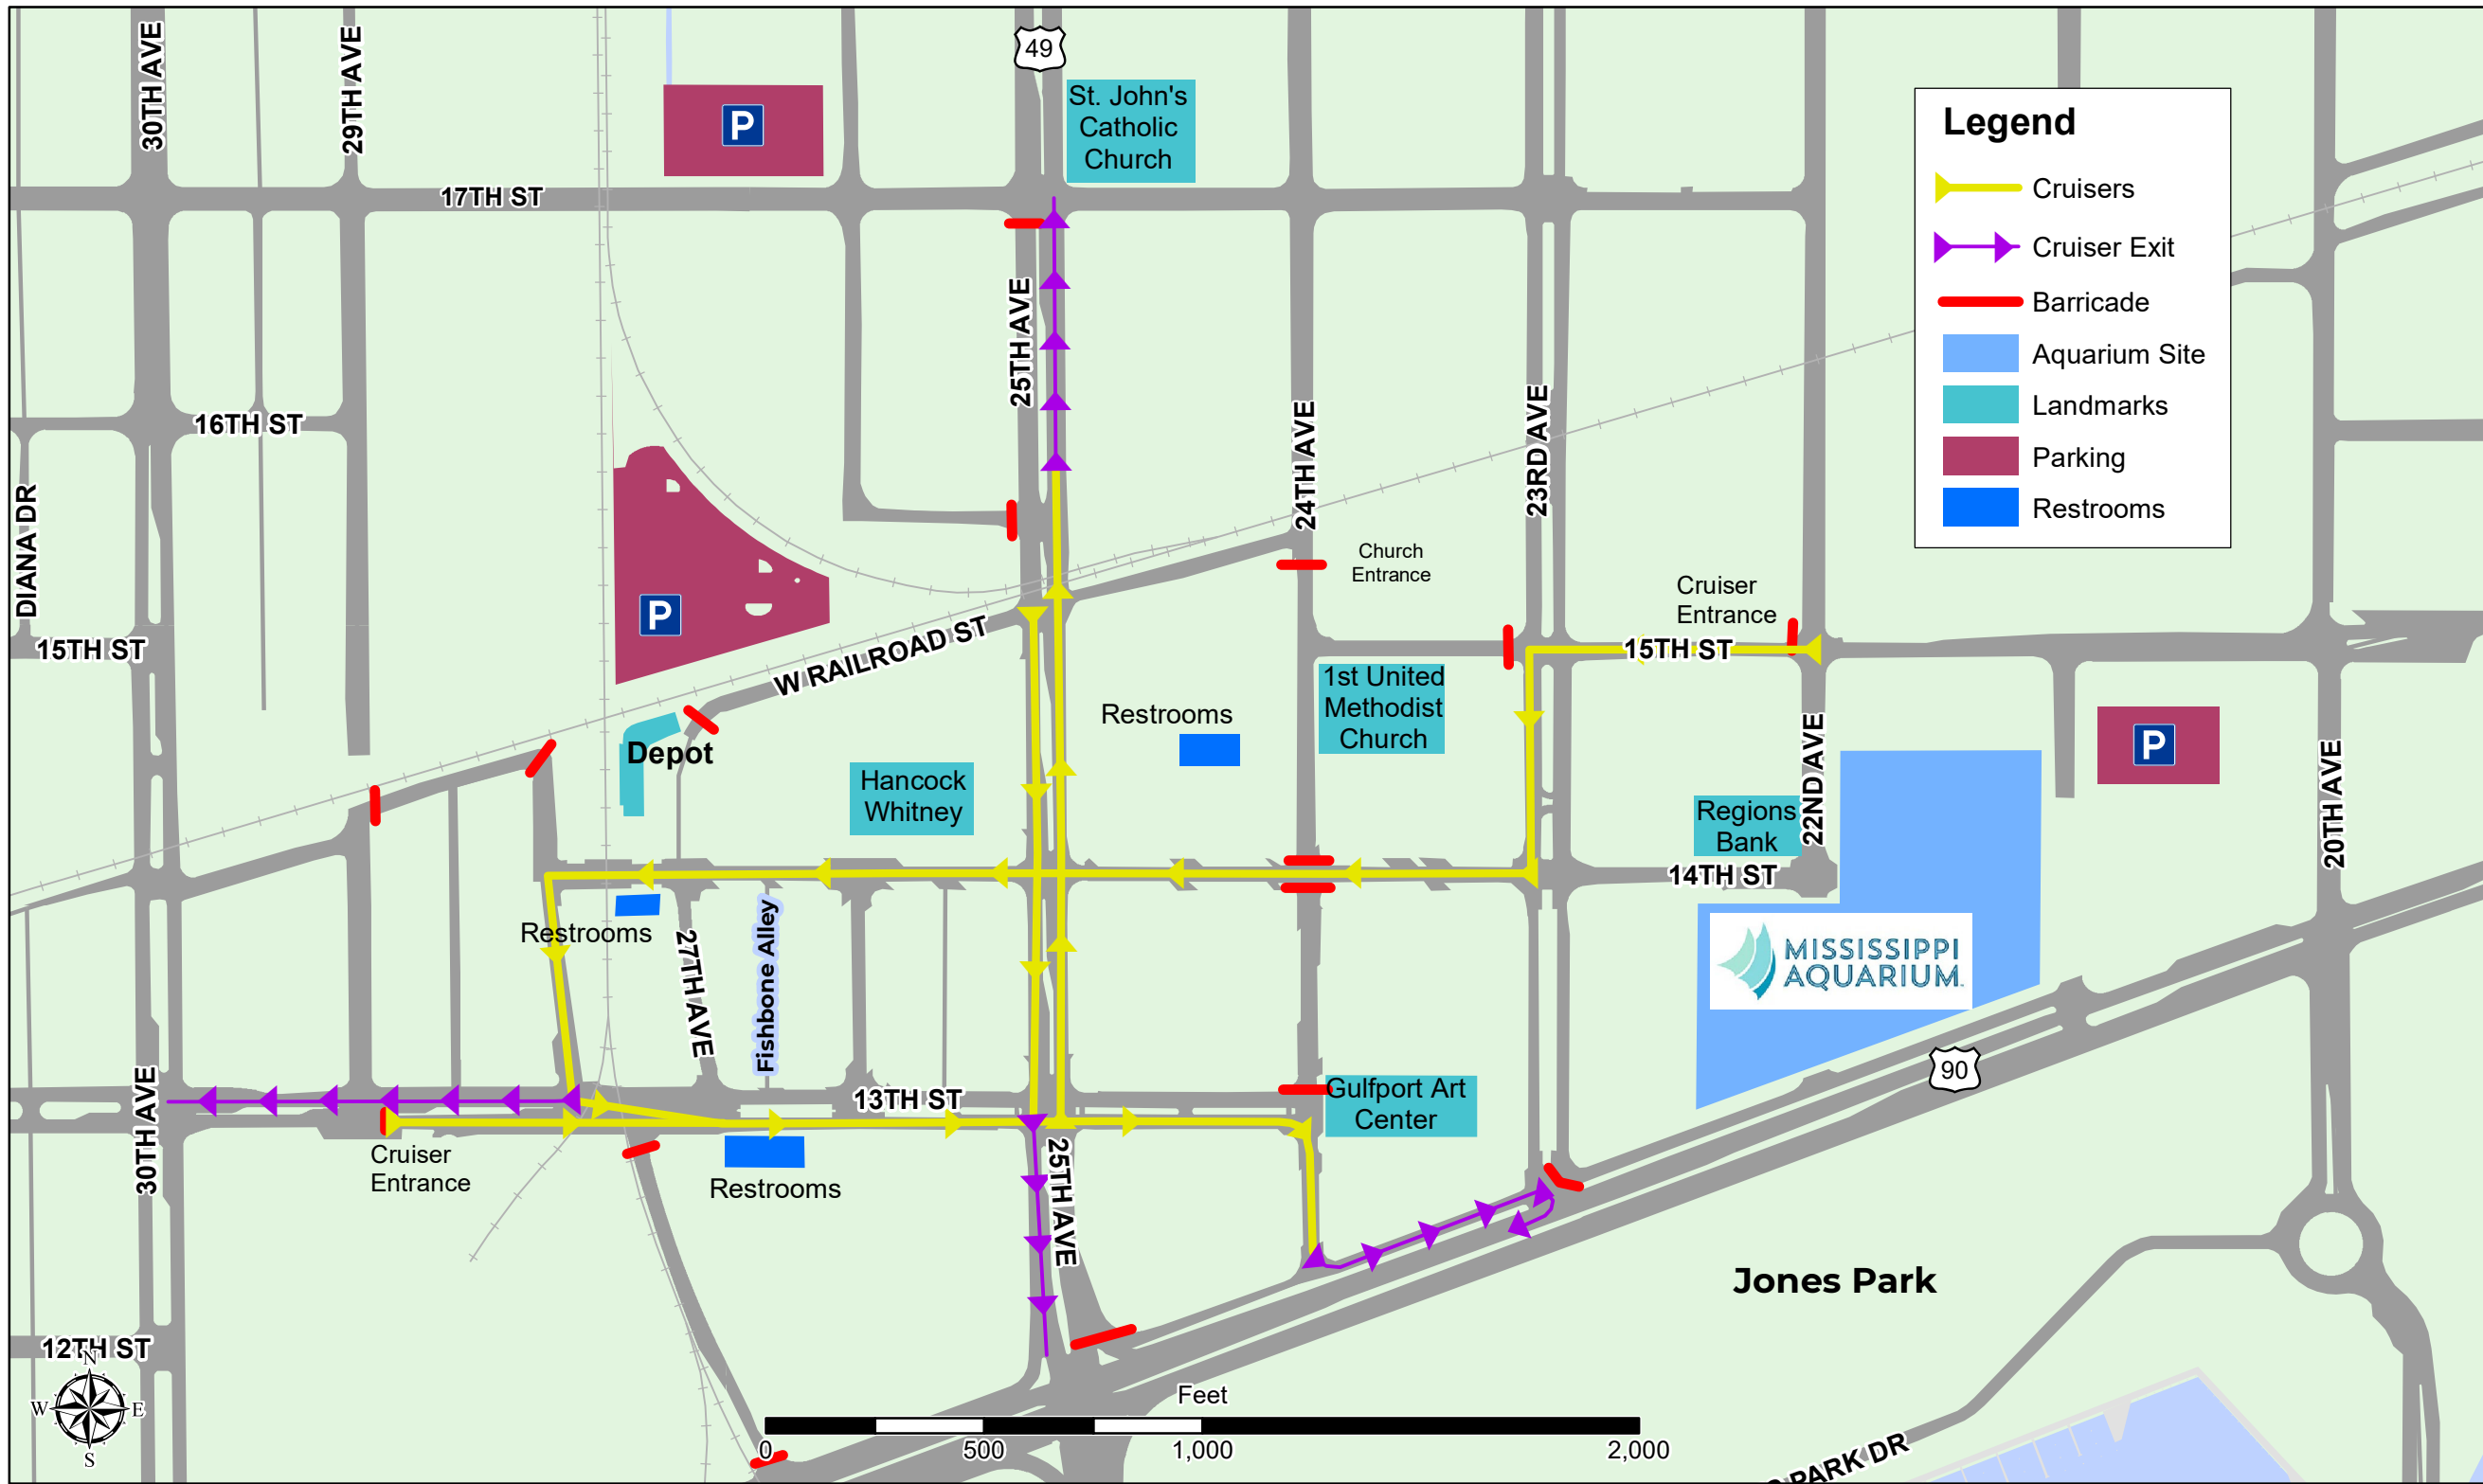 30TH AVE
29TH AVE
49
St. John's
Catholic
Church
P
17TH ST
Legend
Cruisers
Cruiser Exit
Barricade
Aquarium Site
Landmarks
Parking
Restrooms
25TH AVE
24TH AVE
23RD AVE
16TH ST
DIANA DR
Church
Entrance
Cruiser
Entrance
P
15TH ST
15TH ST
W RAILROAD ST
1st United
Methodist
Church
Restrooms
Depot
Hancock
Whitney
Regions
Bank
22ND AVE
P
20TH AVE
14TH ST
Restrooms
27TH AVE
Fishbone Alley
MISSISSIPPI
AQUARIUM
90
30TH AVE
13TH ST
Gulfport Art
Center
Cruiser
Entrance
Restrooms
25TH AVE
Jones Park
12TH ST
N
W
E
S
Feet
0
500
1,000
2,000
PARK DR